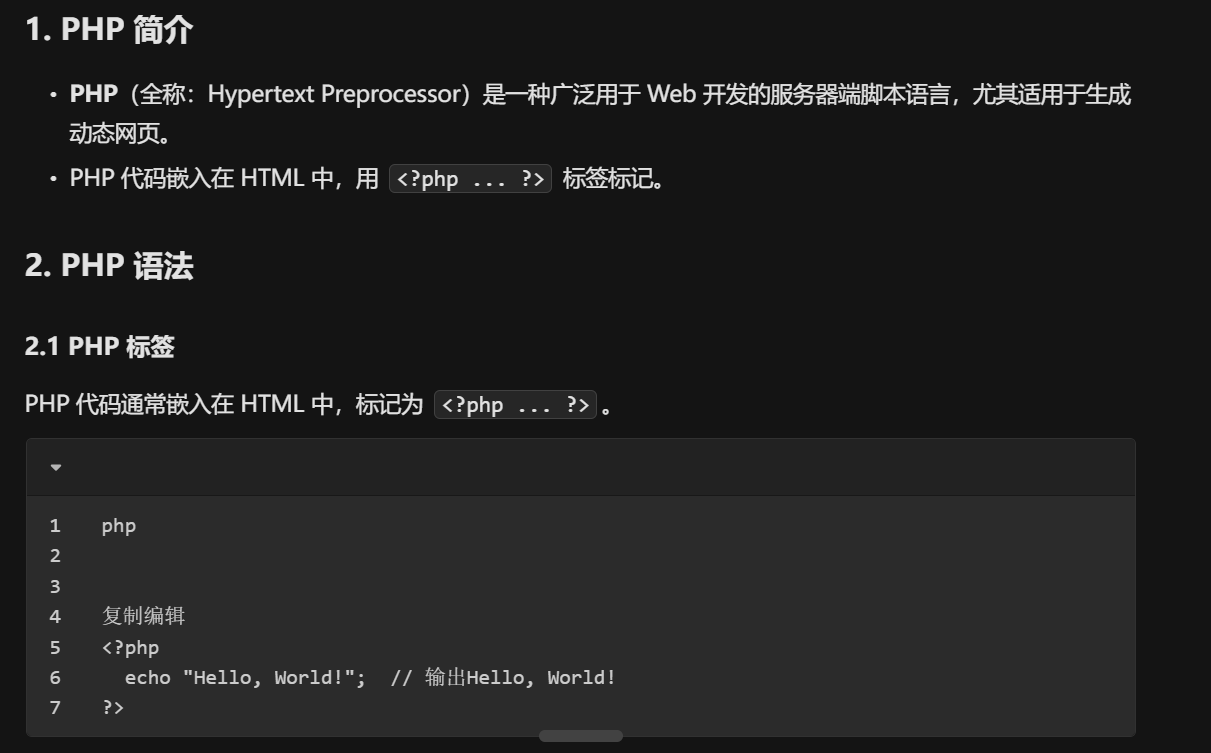 1. PHP 简介
• PHP（全称：Hypertext Preprocessor）是一种广泛用于 Web 开发的服务器端脚本语言，尤其适用于生成
动态网页。
• PHP 代码嵌入在 HTML 中，用 <?php ... ?> 标签标记。
2. PHP 语法
2.1 PHP 标签
PHP 代码通常嵌入在 HTML 中，标记为 <?php ... ?> 。
1 php
2
3
4 复制编辑
5 <?php
6   echo "Hello, World!";  // 输出Hello, World!
7 ?>